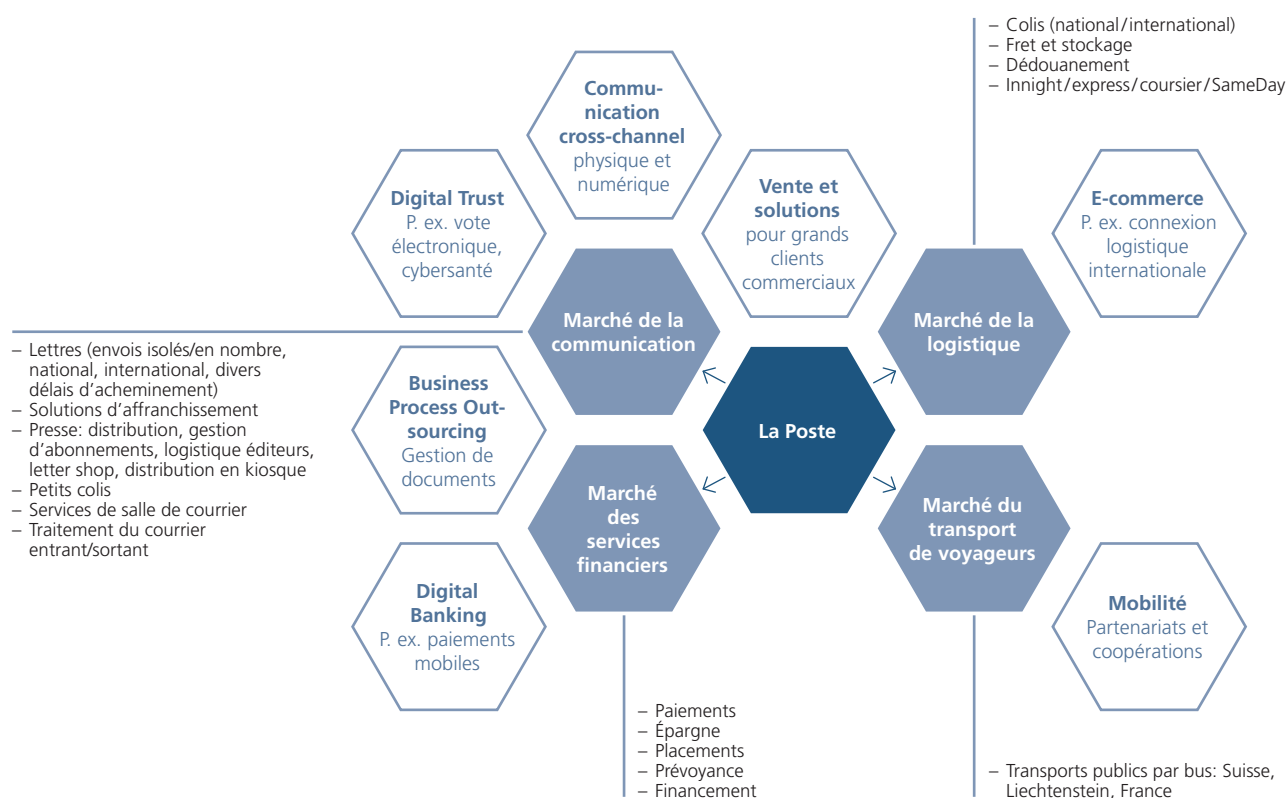 – Colis (national/international)
– Fret et stockage
– Dédouanement
– Innight/express/coursier/SameDay
Commu-
nication
cross-channel
physique et
numérique
Digital Trust
P. ex. vote
électronique,
cybersanté
Vente et
solutions
pour grands
clients
commerciaux
E-commerce
P. ex. connexion
logistique
internationale
Marché de la
communication
Marché de la
logistique
– Lettres (envois isolés/en nombre,
national, international, divers
délais d’acheminement)
– Solutions d’affranchissement
– Presse: distribution, gestion
d’abonnements, logistique éditeurs,
letter shop, distribution en kiosque
– Petits colis
– Services de salle de courrier
– Traitement du courrier
entrant/sortant
Business
Process Out-
sourcing
Gestion de
documents
La Poste
Marché
des
services
financiers
Marché du
transport
de voyageurs
Digital
Banking
P. ex. paiements
mobiles
Mobilité
Partenariats et
coopérations
– Paiements
– Épargne
– Placements
– Prévoyance
– Financement
– Transports publics par bus: Suisse,
Liechtenstein, France